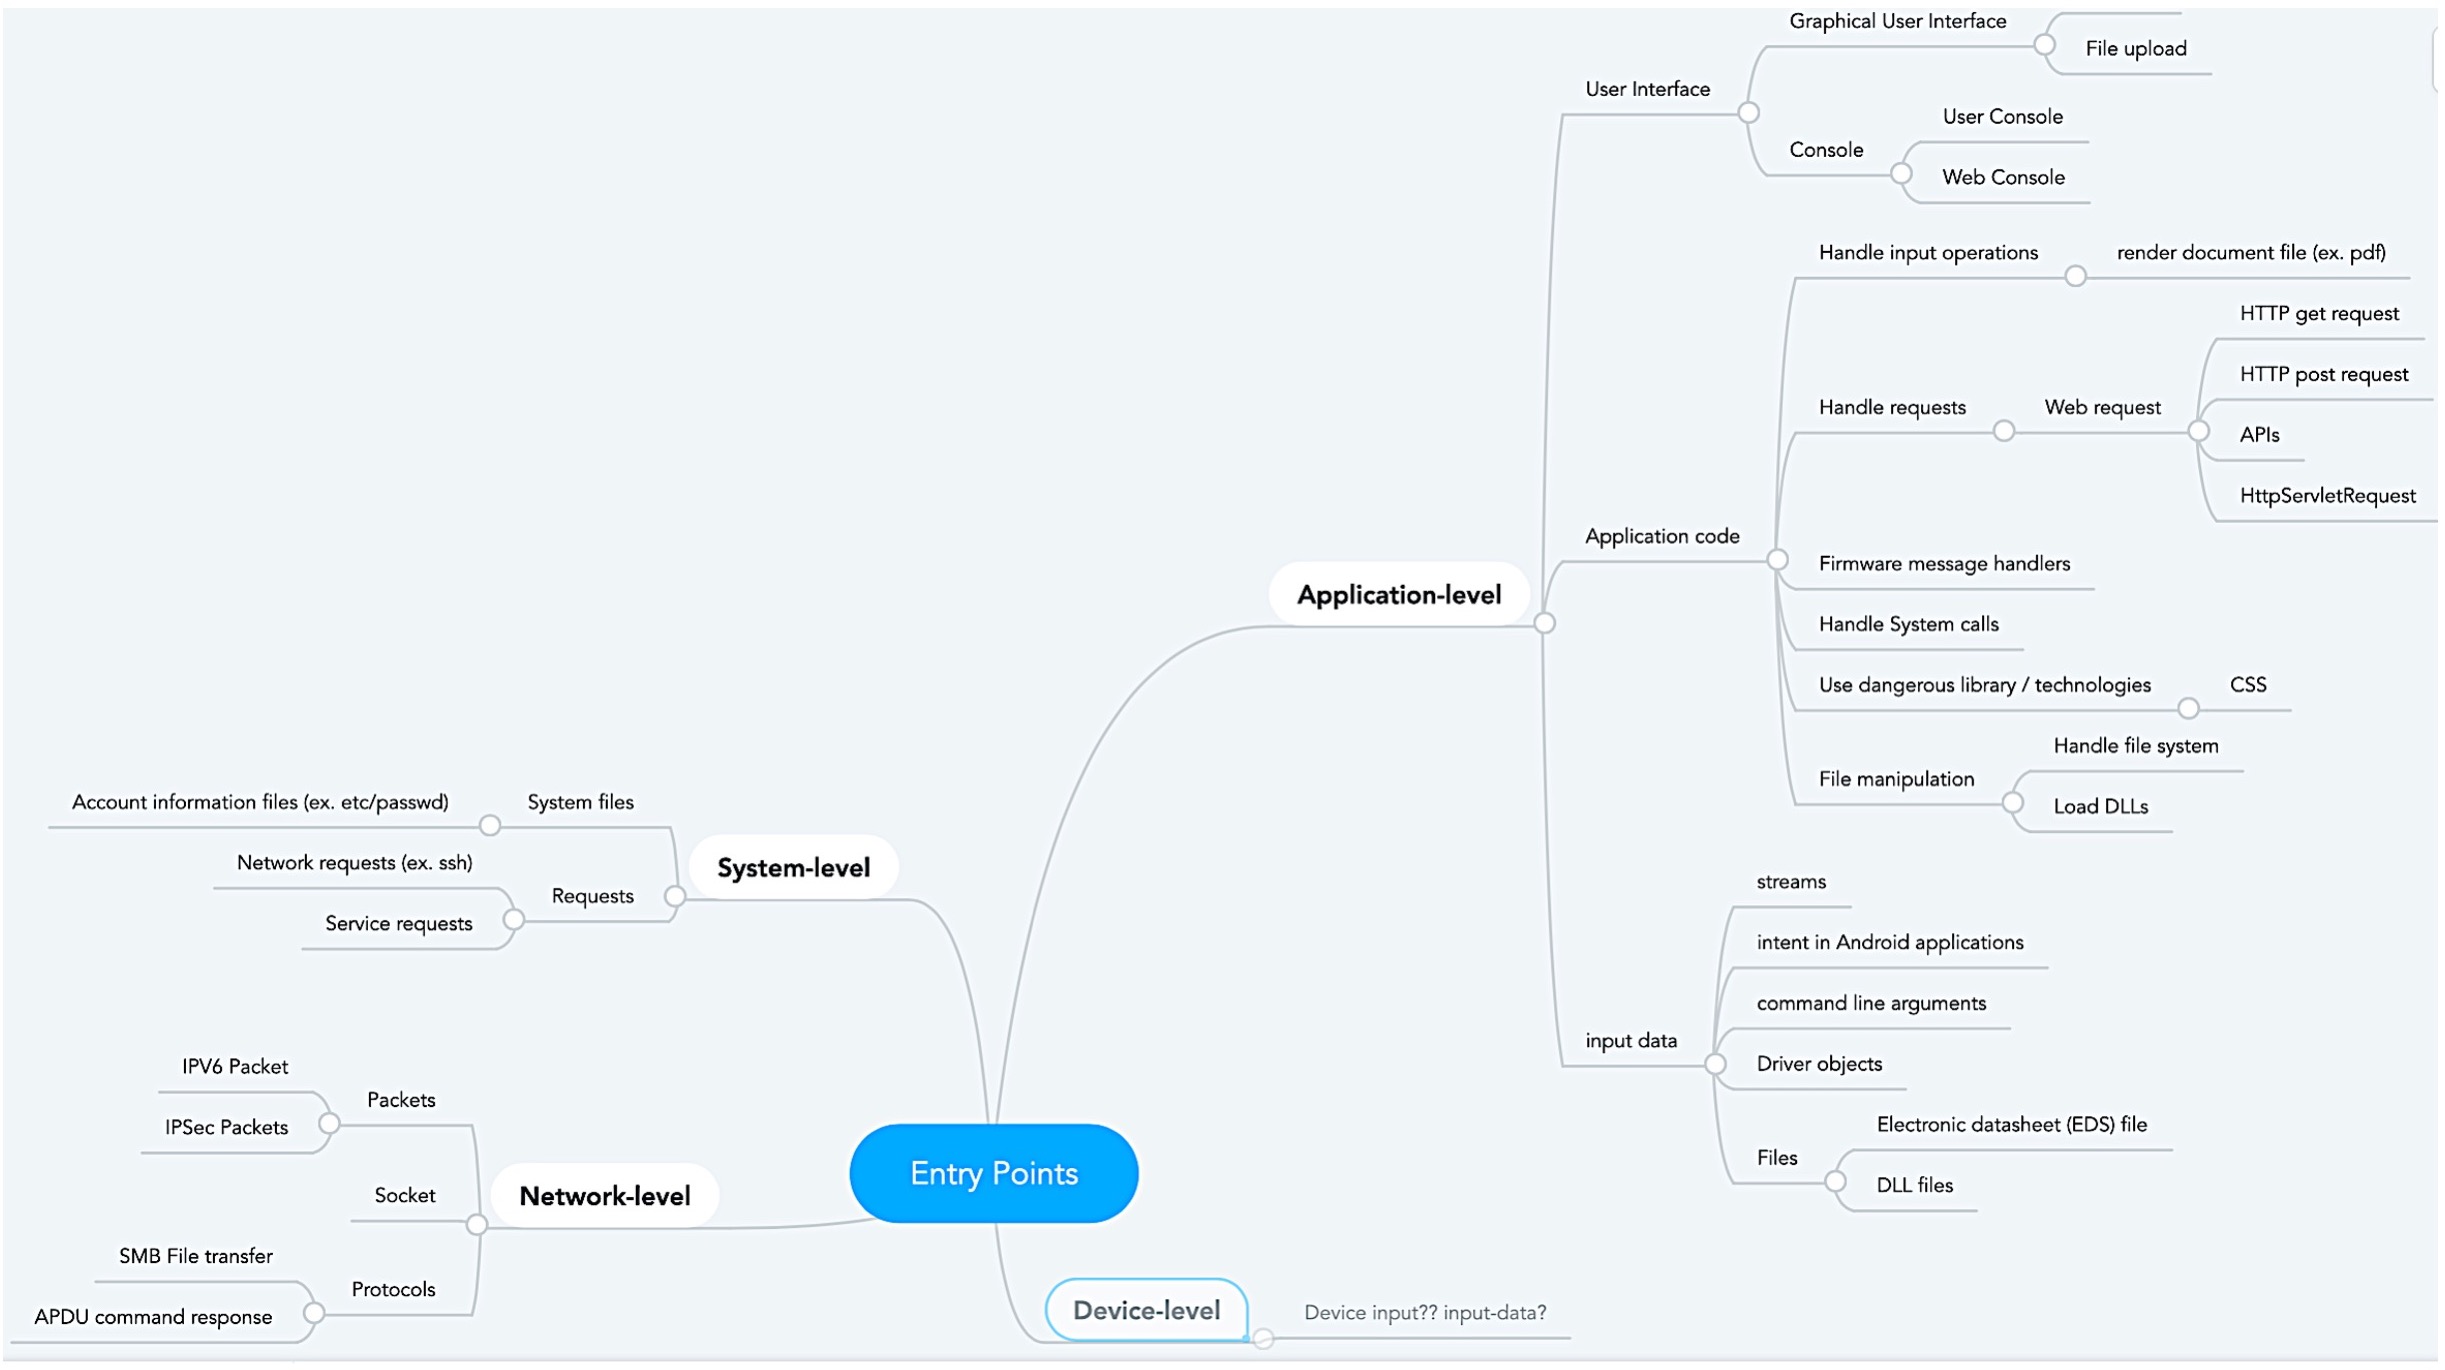 Graphical User Interface
File upload
User Interface
User Console
Console
Web Console
Handle input operations
render document file (ex. pdf)
HTTP get request
HTTP post request
Handle requests
Web request
APIs
HttpServletRequest
Application code
Firmware message handlers
Application-level
Handle System calls
Use dangerous library / technologies
CSS
Handle file system
File manipulation
Load DLLs
streams
intent in Android applications
command line arguments
input data
Driver objects
Electronic datasheet (EDS) file
Files
DLL files
Account information files (ex. etc/passwd)
System files
Network requests (ex. ssh)
System-level
Requests
Service requests
IPV6 Packet
Packets
IPSec Packets
Socket
Network-level
Entry Points
SMB File transfer
Protocols
APDU command response
Device-level
Device input?? input-data?